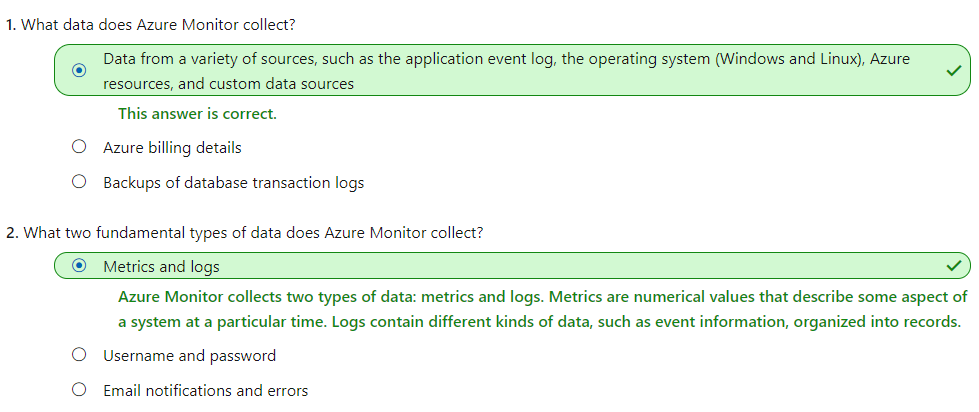 1. What data does Azure Monitor collect?
Data from a variety of sources, such as the application event log, the operating system (Windows and Linux), Azure
resources, and custom data sources
This answer is correct.
Azure billing details
Backups of database transaction logs
2. What two fundamental types of data does Azure Monitor collect?
Metrics and logs
Azure Monitor collects two types of data: metrics and logs. Metrics are numerical values that describe some aspect of
a system at a particular time. Logs contain different kinds of data, such as event information, organized into records.
Username and password
Email notifications and errors